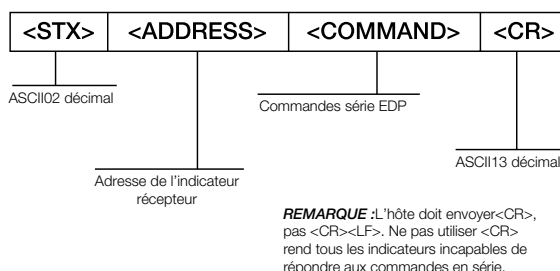 <STX> <ADDRESS> <COMMAND> <CR>
ASCII02 décimal
Commandes série EDP
ASCII13 décimal
Adresse de l'indicateur
récepteur
REMARQUE :L'hôte doit envoyer<CR>,
pas <CR><LF>. Ne pas utiliser <CR>
rend tous les indicateurs incapables de
répondre aux commandes en série.